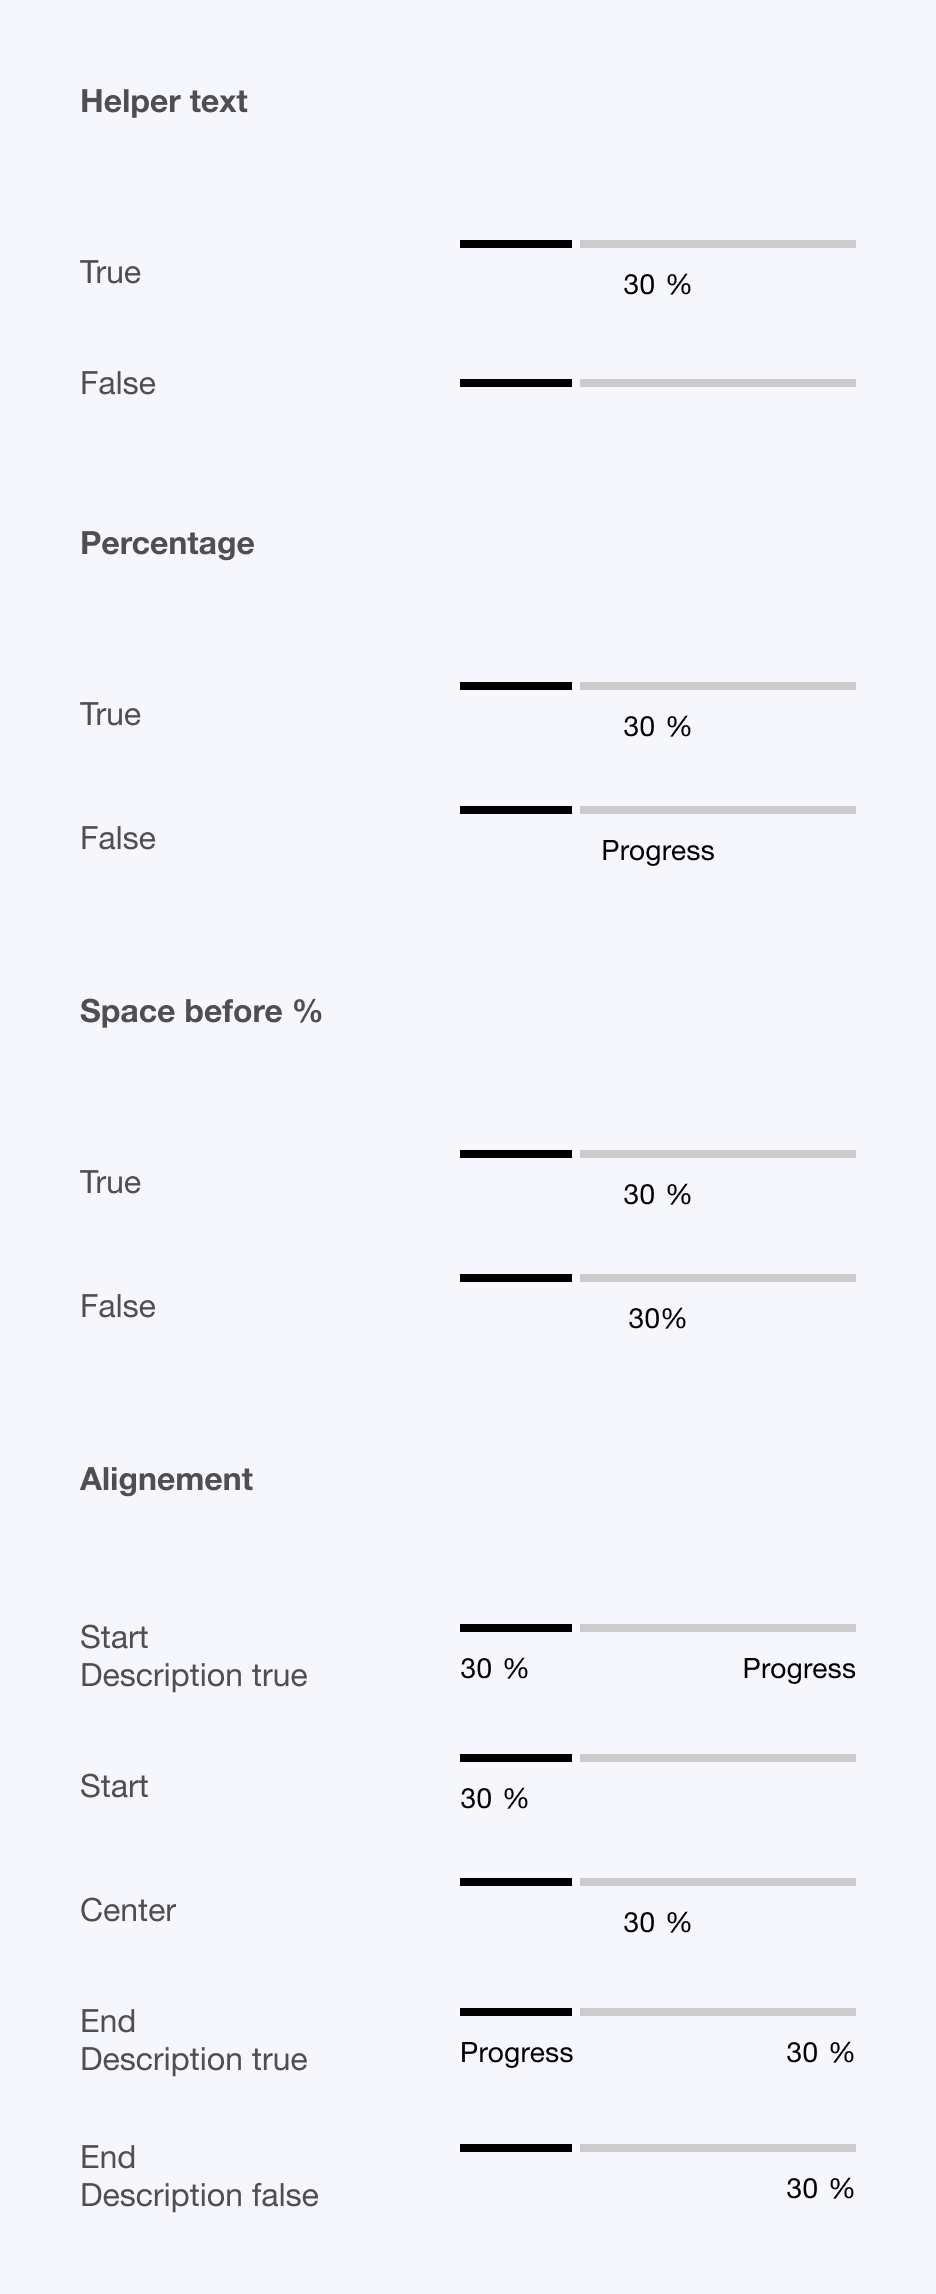 Helper text
True
30 %
False
Percentage
True
30 %
False
Progress
Space before %
True
30 %
False
30%
Alignement
Start
Description true
30 % Progress
Start
30 %
Center
30 %
End
Description true
Progress 30 %
End
Description false
30 %